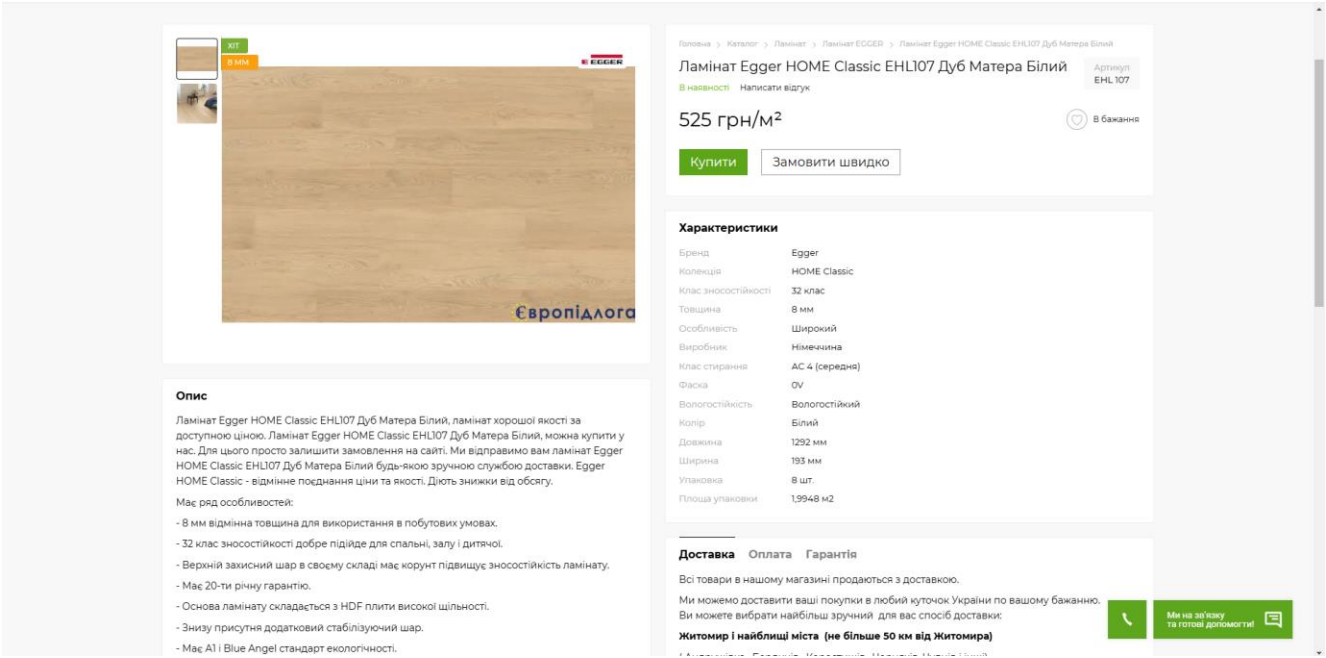 ХІТ
8 ММ
EGGER
Європідлога
Головна > Каталог > Ламінат > Ламінат EGGER > Ламінат Egger HOME Classic EHL107 Дуб Матера Білий
Ламінат Egger HOME Classic EHL107 Дуб Матера Білий
Артикул
EHL 107
В наявності Написати відгук
525 грн/м²
В бажання
Купити
Замовити швидко
Характеристики
Бренд Egger
Колекція HOME Classic
Клас зносостійкості 32 клас
Товщина 8 мм
Особливість Широкий
Виробник Німеччина
Клас стирання АС 4 (середня)
Фаска 0V
Вологостійкість Вологостійкий
Колір Білий
Довжина 1292 мм
Ширина 193 мм
Упаковка 8 шт.
Площа упаковки 1,9948 м2
Опис
Ламінат Egger HOME Classic EHL107 Дуб Матера Білий, ламінат хорошої якості за
доступною ціною. Ламінат Egger HOME Classic EHL107 Дуб Матера Білий, можна купити у
нас. Для цього просто залишити замовлення на сайті. Ми відправимо вам ламінат Egger
HOME Classic EHL107 Дуб Матера Білий будь-якою зручною службою доставки. Egger
HOME Classic - відмінне поєднання ціни та якості. Діють знижки від обсягу.
Має ряд особливостей:
- 8 мм відмінна товщина для використання в побутових умовах.
- 32 клас зносостійкості добре підійде для спальні, залу і дитячої.
- Верхній захисний шар в своєму складі має корунт підвищує зносостійкість ламінату.
- Має 20-ти річну гарантію.
- Основа ламінату складається з HDF плити високої щільності.
- Знизу присутня додатковий стабілізуючий шар.
- Має А1 і Blue Angel стандарт екологічності.
Доставка Оплата Гарантія
Всі товари в нашому магазині продаються з доставкою.
Ми можемо доставити ваші покупки в любий куточок України по вашому бажанню.
Ви можете вибрати найбільш зручний для вас спосіб доставки:
Житомир і найблищі міста (не більше 50 км від Житомира)
Ми на зв'язку
та готові допомогти!